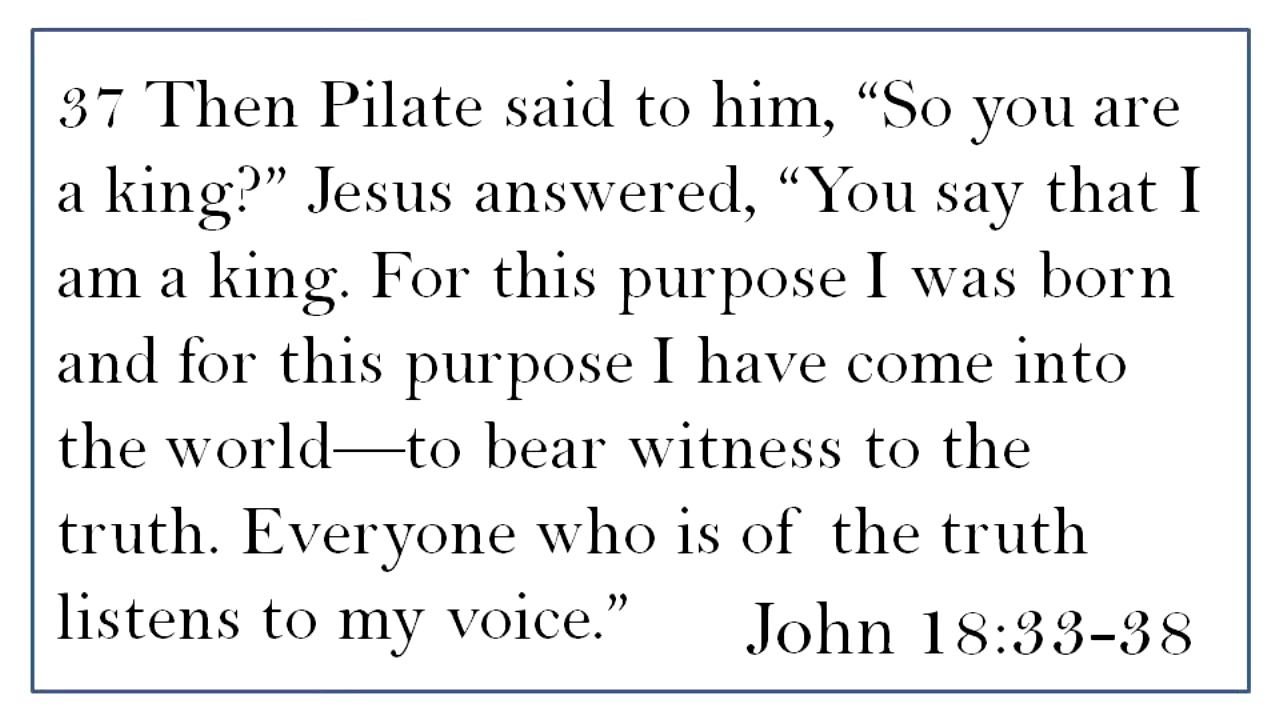 37 Then Pilate said to him, “So you are
a king?” Jesus answered, “You say that I
am a king. For this purpose I was born
and for this purpose I have come into
the world—to bear witness to the
truth. Everyone who is of  the truth
listens to my voice.”
John 18:33-38